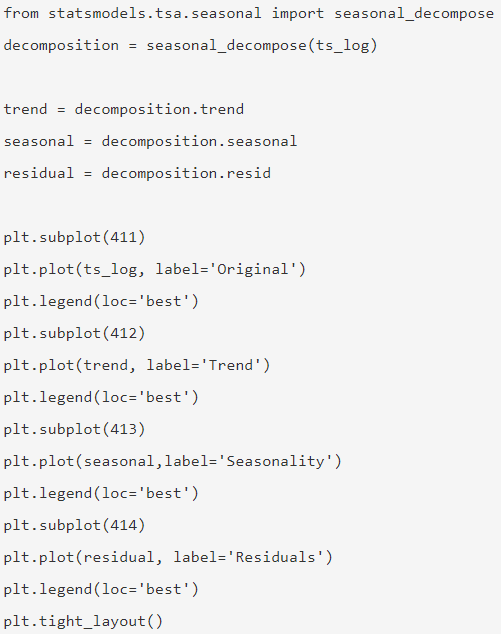 from statsmodels.tsa.seasonal import seasonal_decompose
decomposition = seasonal_decompose(ts_log)
trend = decomposition.trend
seasonal = decomposition.seasonal
residual = decomposition.resid
plt.subplot(411)
plt.plot(ts_log, label='Original')
plt.legend(loc='best')
plt.subplot(412)
plt.plot(trend, label='Trend')
plt.legend(loc='best')
plt.subplot(413)
plt.plot(seasonal,label='Seasonality')
plt.legend(loc='best')
plt.subplot(414)
plt.plot(residual, label='Residuals')
plt.legend(loc='best')
plt.tight_layout()